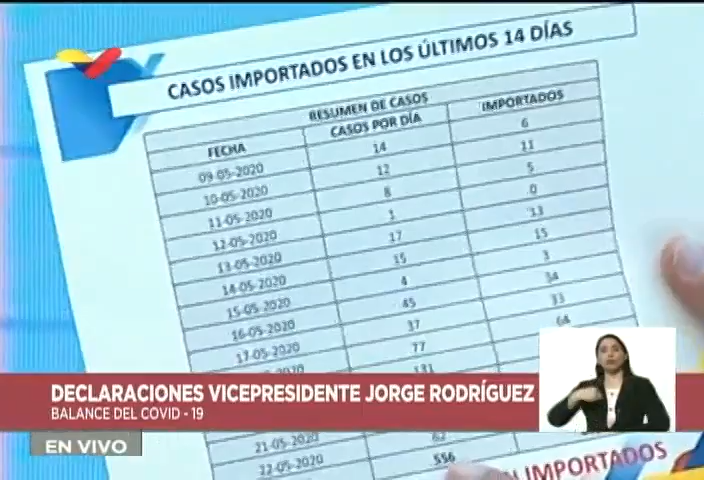 CASOS IMPORTADOS EN LOS ÚLTIMOS 14 DÍAS
RESUMEN DE CASOS
FECHA CASOS POR DÍA IMPORTADOS
09-05-2020 14 6
10-05-2020 12 11
11-05-2020 8 5
12-05-2020 1 0
13-05-2020 17 13
14-05-2020 15 15
15-05-2020 4 3
16-05-2020 45 34
17-05-2020 37 33
77 64
131
DECLARACIONES VICEPRESIDENTE JORGE RODRÍGUEZ
BALANCE DEL COVID - 19
EN VIVO
21-05-2020
22-05-2020 62
556
IMPORTADOS